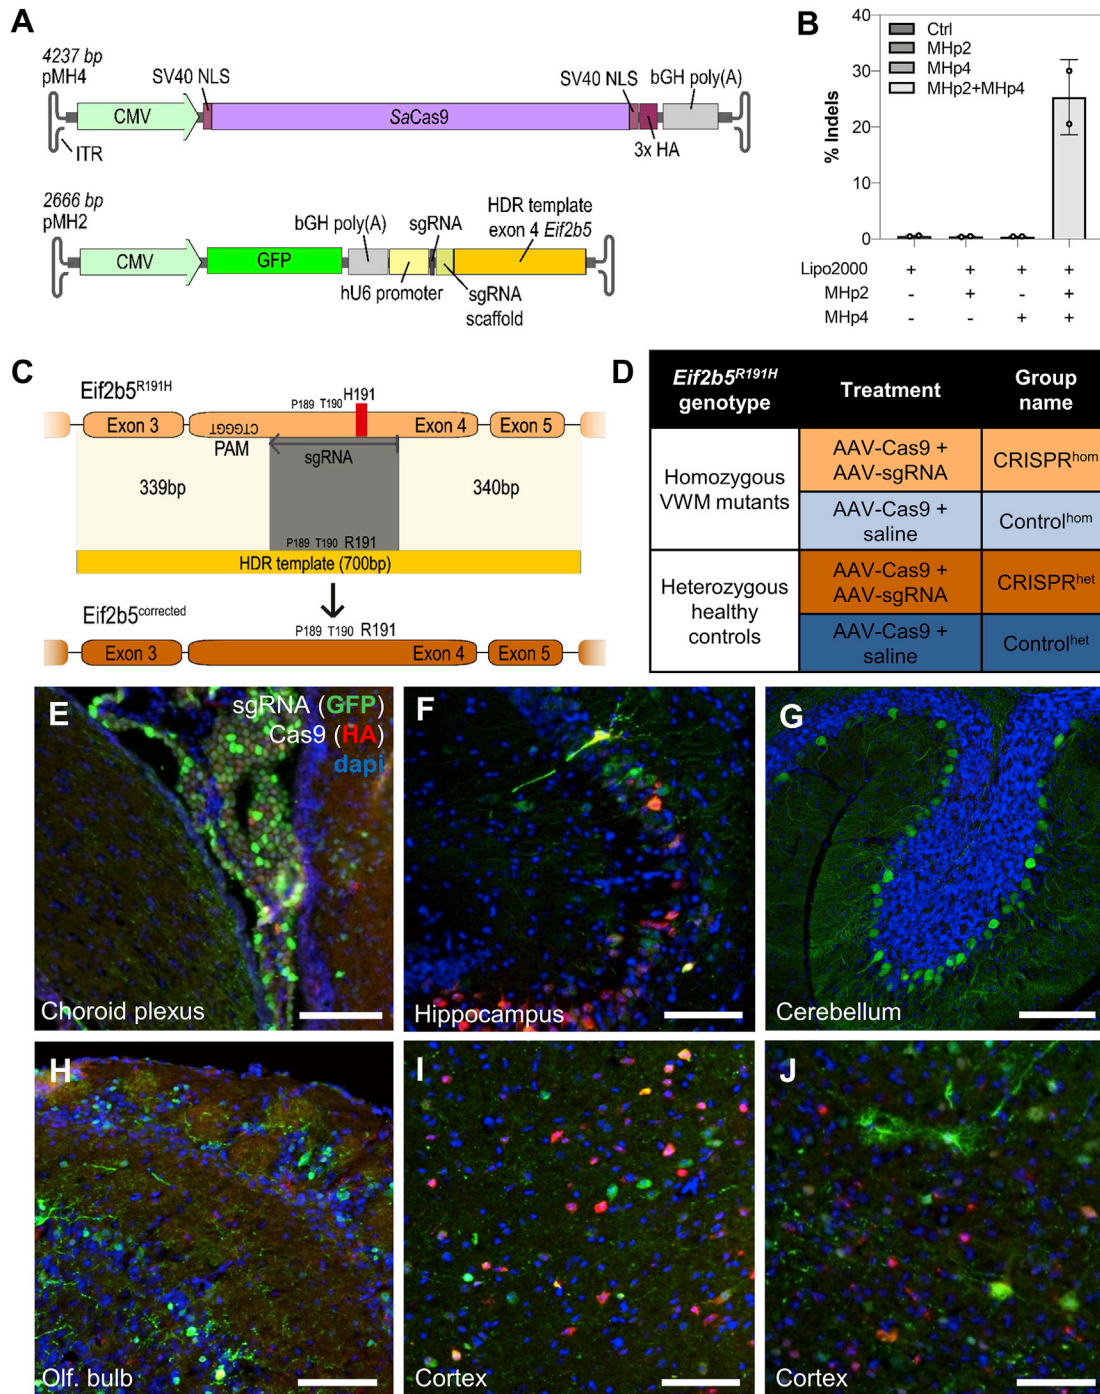 A
4237 bp
pMH4
SV40 NLS
SV40 NLS
bGH poly(A)
CMV
SaCas9
ITR
3x HA
2666 bp
pMH2
bGH poly(A)
sgRNA
HDR template
exon 4 Eif2b5
CMV
GFP
hU6 promoter
sgRNA
scaffold
B
% Indels
40
30
20
10
0
Ctrl
MHp2
MHp4
MHp2+MHp4
Lipo2000 + + + +
MHp2 - + - +
MHp4 - - + +
C
Eif2b5R191H
P189 T190 H191
Exon 3
CTGGGT
Exon 4
Exon 5
PAM
sgRNA
339bp
340bp
P189 T190 R191
HDR template (700bp)
Eif2b5corrected
P189 T190 R191
Exon 3
Exon 4
Exon 5
D
Eif2b5R191H genotype
Treatment
Group name
Homozygous VWM mutants
AAV-Cas9 + AAV-sgRNA
CRISPRhom
AAV-Cas9 + saline
Controlhom
Heterozygous healthy controls
AAV-Cas9 + AAV-sgRNA
CRISPRhet
AAV-Cas9 + saline
Controlhet
E
sgRNA (GFP)
Cas9 (HA)
dapi
Choroid plexus
F
Hippocampus
G
Cerebellum
H
Olf. bulb
I
Cortex
J
Cortex